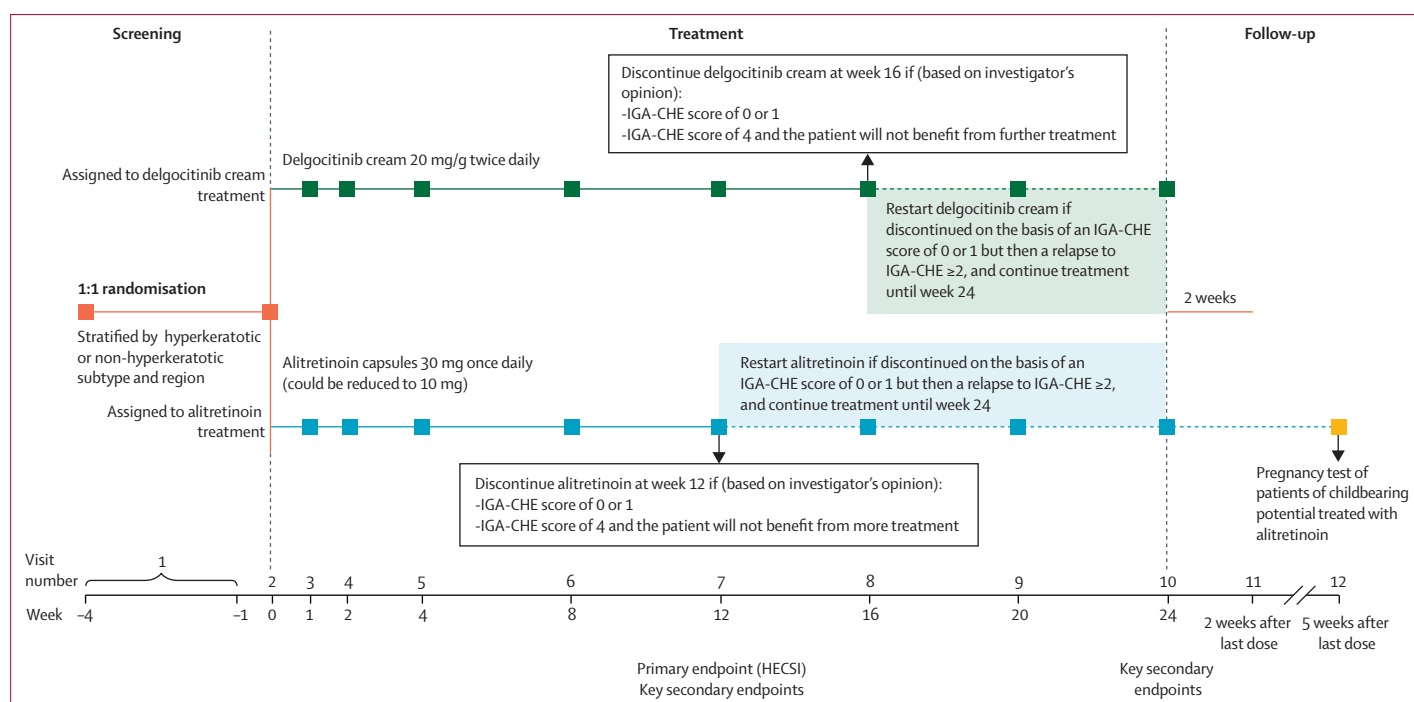 Screening
Treatment
Follow-up
Discontinue delgocitinib cream at week 16 if (based on investigator's
opinion):
-IGA-CHE score of 0 or 1
-IGA-CHE score of 4 and the patient will not benefit from further treatment
Delgocitinib cream 20 mg/g twice daily
Assigned to delgocitinib cream
treatment
Restart delgocitinib cream if
discontinued on the basis of an IGA-CHE
score of 0 or 1 but then a relapse to
IGA-CHE ≥2, and continue treatment
until week 24
1:1 randomisation
Stratified by hyperkeratotic
or non-hyperkeratotic
subtype and region
2 weeks
Alitretinoin capsules 30 mg once daily
(could be reduced to 10 mg)
Restart alitretinoin if discontinued on the basis of an
IGA-CHE score of 0 or 1 but then a relapse to IGA-CHE ≥2,
and continue treatment until week 24
Assigned to alitretinoin
treatment
Discontinue alitretinoin at week 12 if (based on investigator's opinion):
-IGA-CHE score of 0 or 1
-IGA-CHE score of 4 and the patient will not benefit from more treatment
Pregnancy test of
patients of childbearing
potential treated with
alitretinoin
Visit
number
1 2 3 4 5 6 7 8 9 10 11 12
Week –4 –1 0 1 2 4 8 12 16 20 24
2 weeks after
last dose
5 weeks after
last dose
Primary endpoint (HECSI)
Key secondary endpoints
Key secondary
endpoints